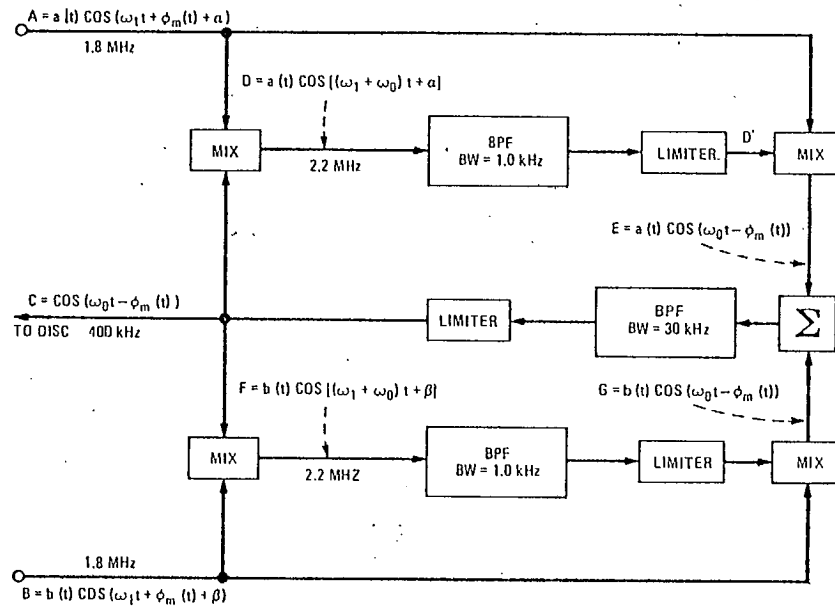 A = a (t) COS (ω₁t + ϕm(t) + α)
1.8 MHz
D = a (t) COS [(ω₁ + ω₀) t + α]
MIX
2.2 MHz
BPF
BW = 1.0 kHz
LIMITER
D'
MIX
E = a(t) COS (ω₀t – ϕm (t))
C = COS (ω₀t – ϕm (t) )
TO DISC 400 kHz
LIMITER
BPF
BW = 30 kHz
Σ
F = b (t) COS [(ω₁ + ω₀) t + β]
G = b(t) COS (ω₀t – ϕm (t))
MIX
2.2 MHZ
BPF
BW = 1.0 kHz
LIMITER
MIX
1.8 MHz
B = b (t) COS (ω₁t + ϕm(t) + β)